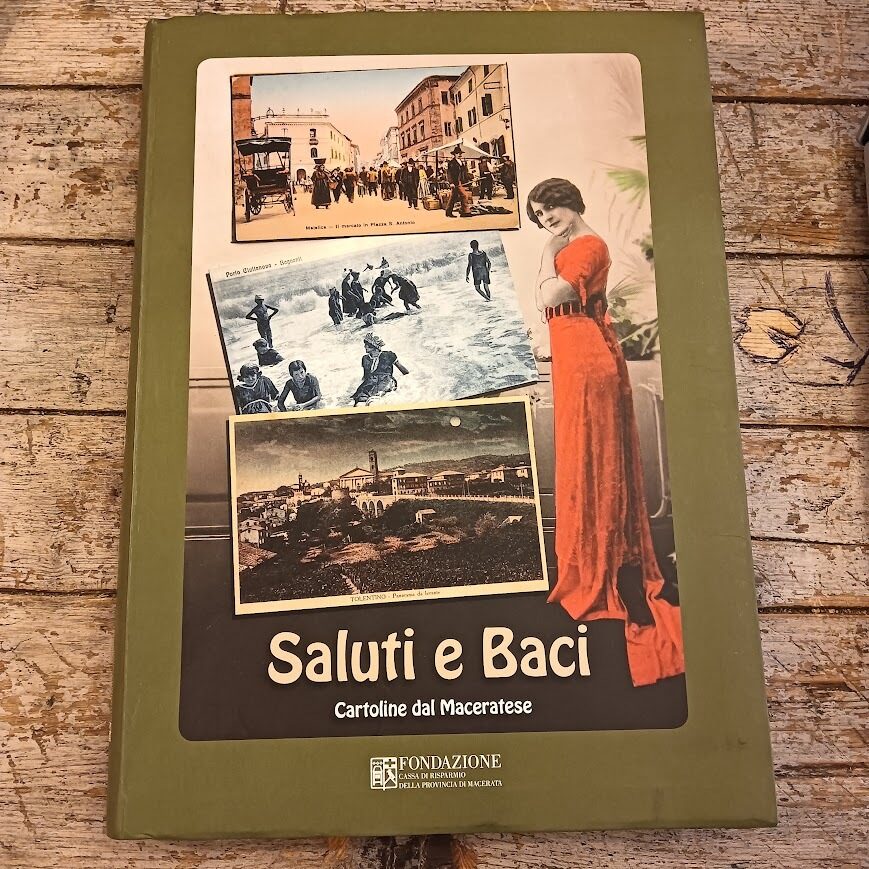 Matelica - Il mercato in Piazza S. Antonio
Porto Civitanova - Bagnanti
TOLENTINO - Panorama da levante
Saluti e Baci
Cartoline dal Maceratese
FONDAZIONE
CASSA DI RISPARMIO
DELLA PROVINCIA DI MACERATA